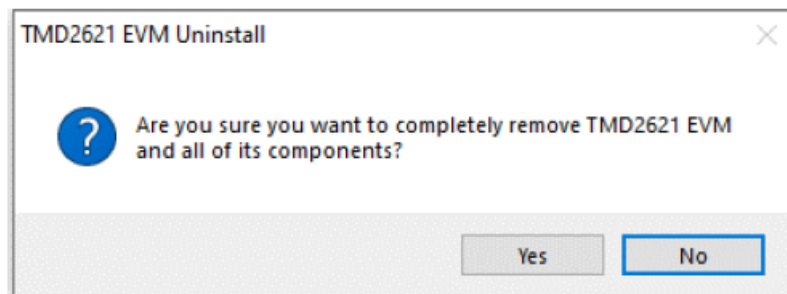 TMD2621 EVM Uninstall
Are you sure you want to completely remove TMD2621 EVM
and all of its components?
Yes No